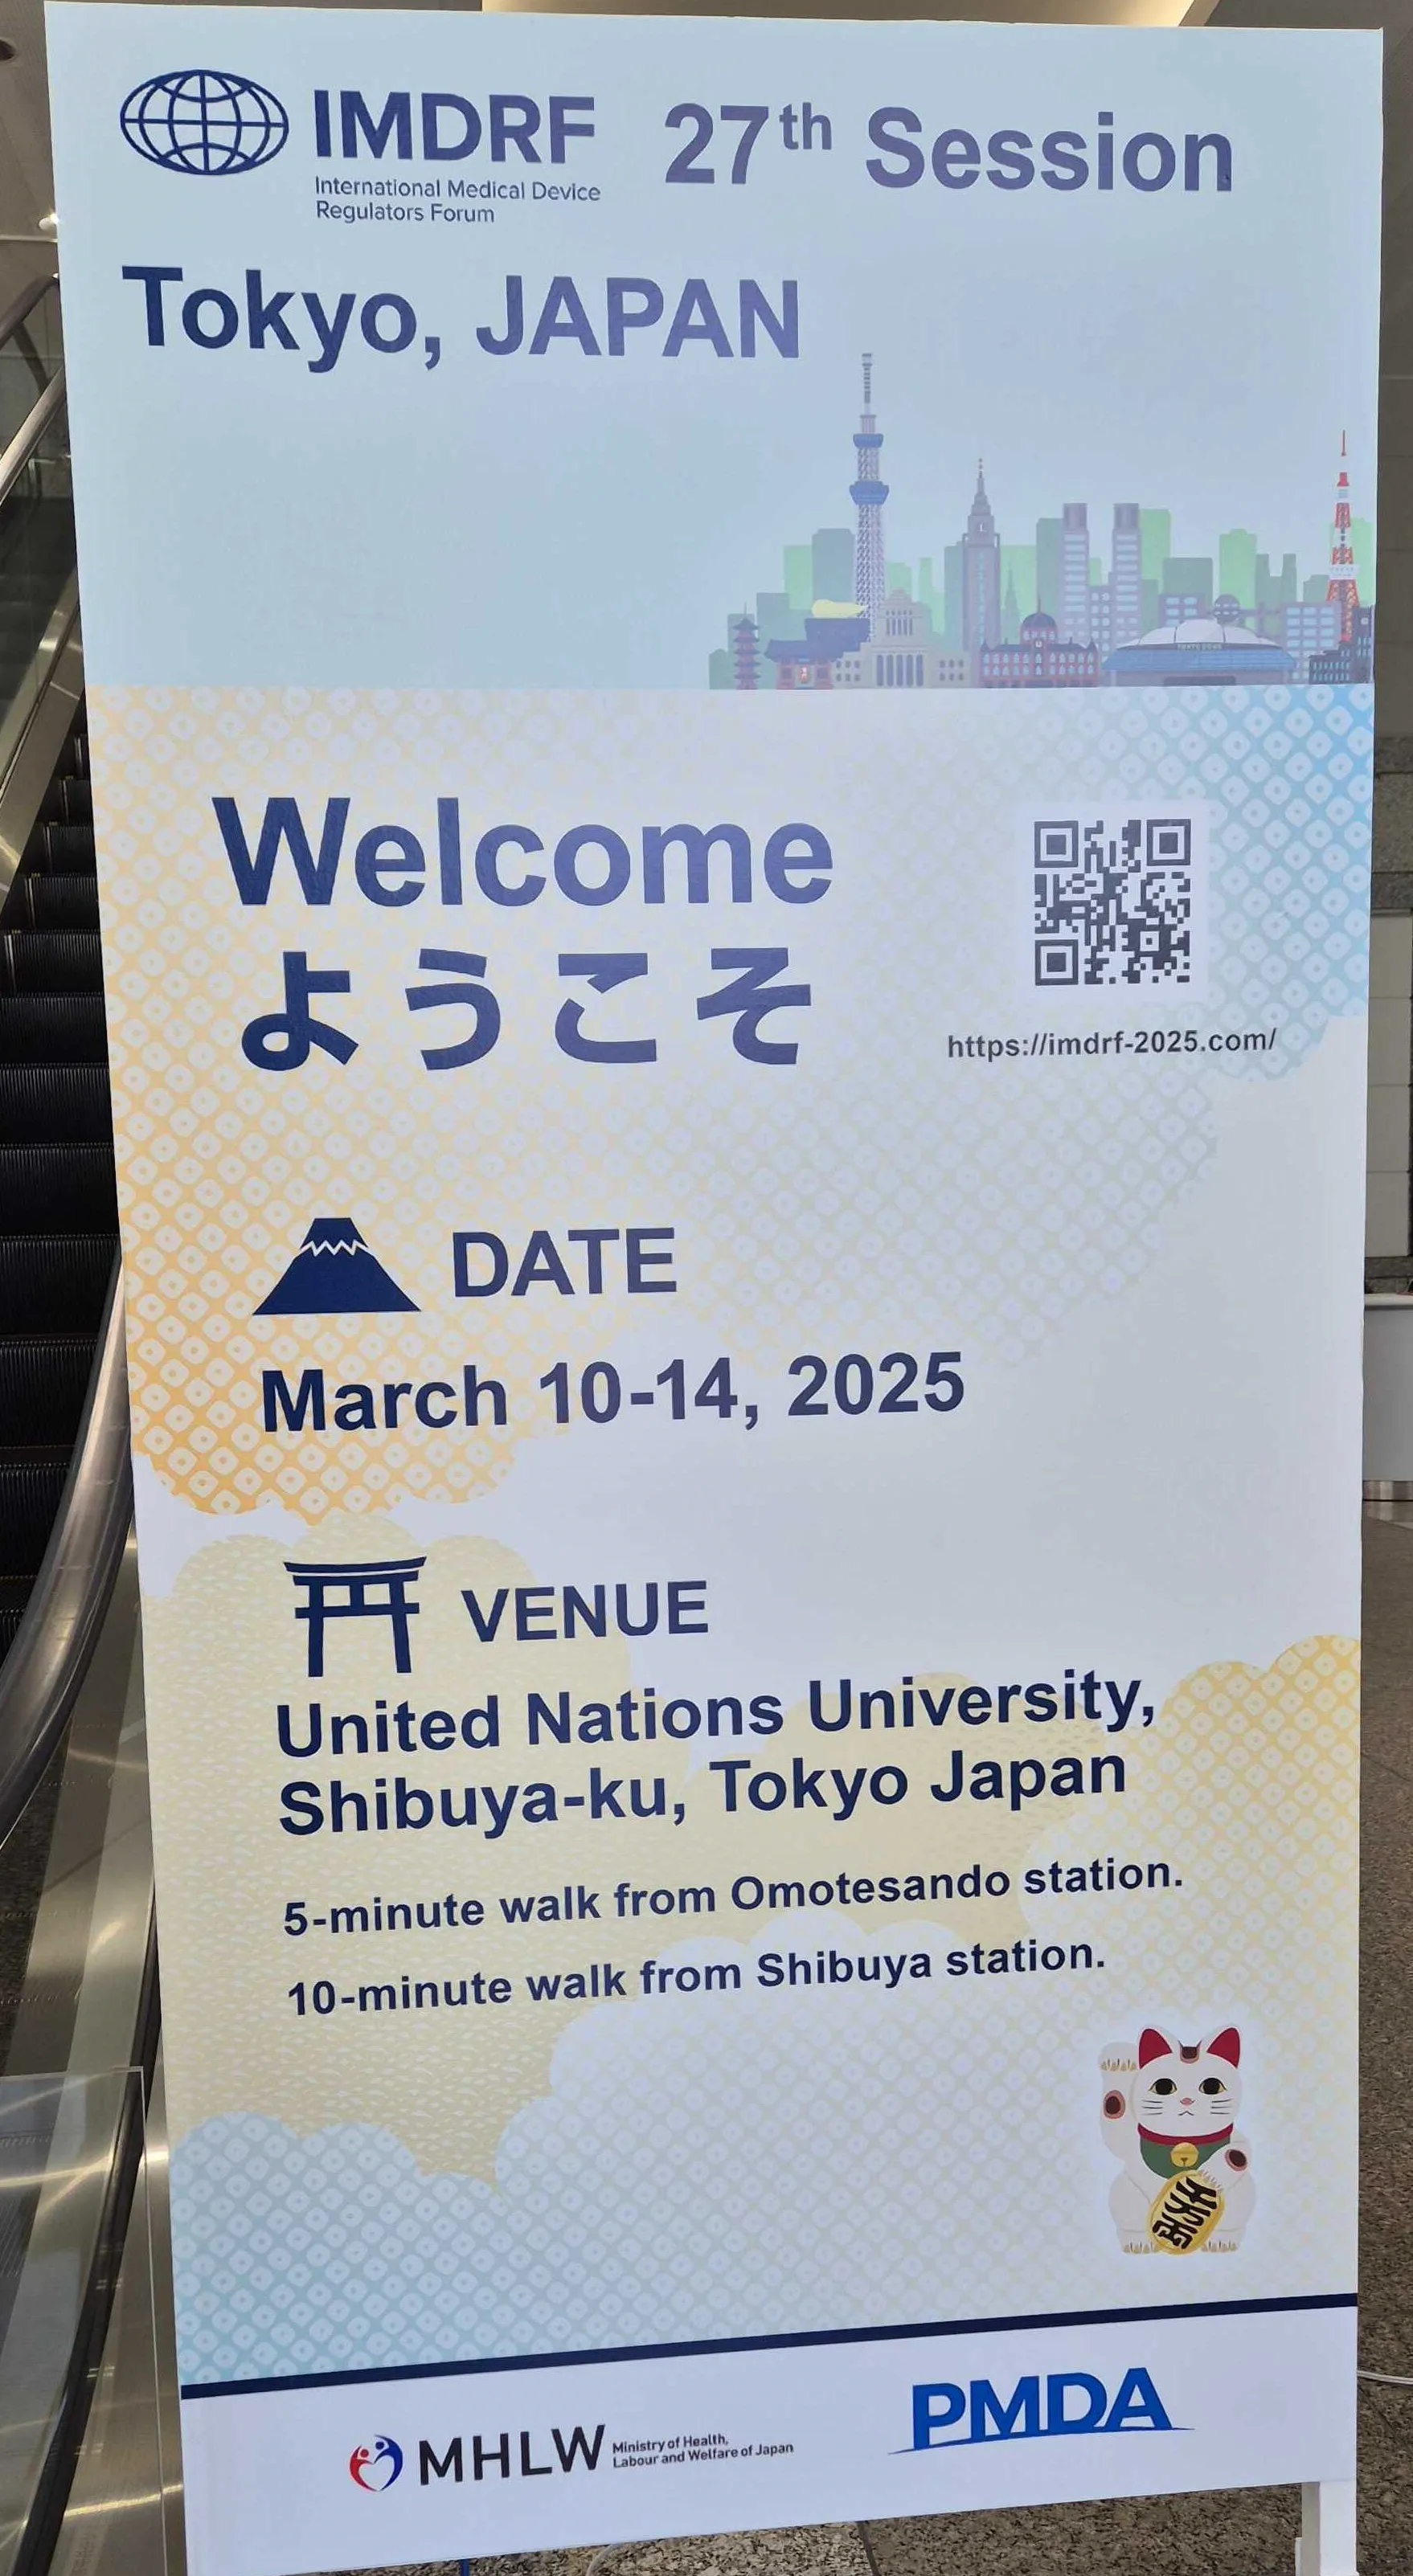 IMDRF 27th Session
International Medical Device
Regulators Forum
Tokyo, JAPAN
TOKYO DOME
Welcome
ようこそ
https://imdrf-2025.com/
DATE
March 10-14, 2025
VENUE
United Nations University,
Shibuya-ku, Tokyo Japan
5-minute walk from Omotesando station.
10-minute walk from Shibuya station.
MHLW Ministry of Health,
Labour and Welfare of Japan
PMDA